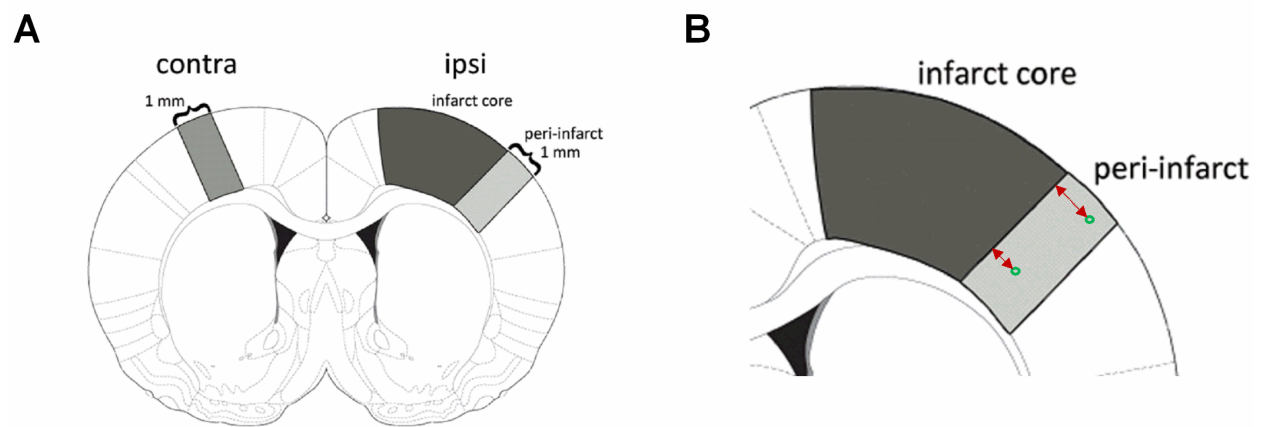 A
contra
ipsi
1 mm
infarct core
peri-infarct
1 mm
B
infarct core
peri-infarct